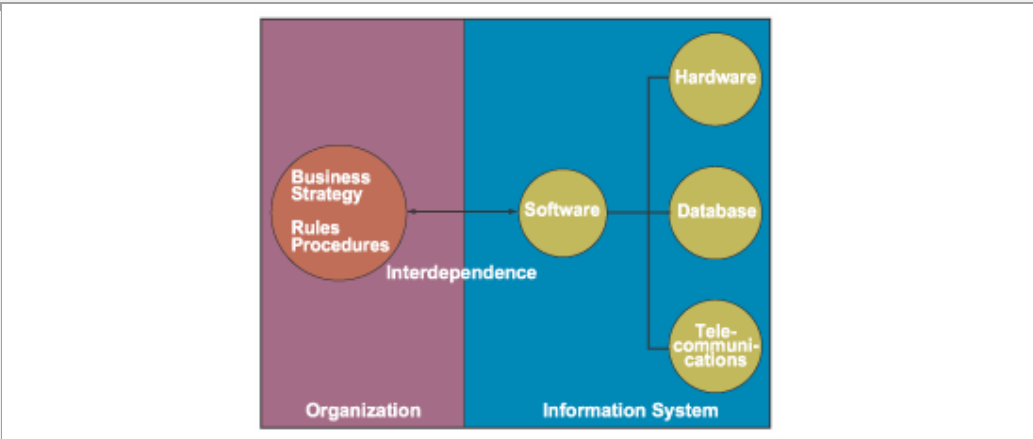 Hardware
Business
Strategy
Rules
Procedures
Software
Database
Interdependence
Tele-
communi-
cations
Organization
Information System